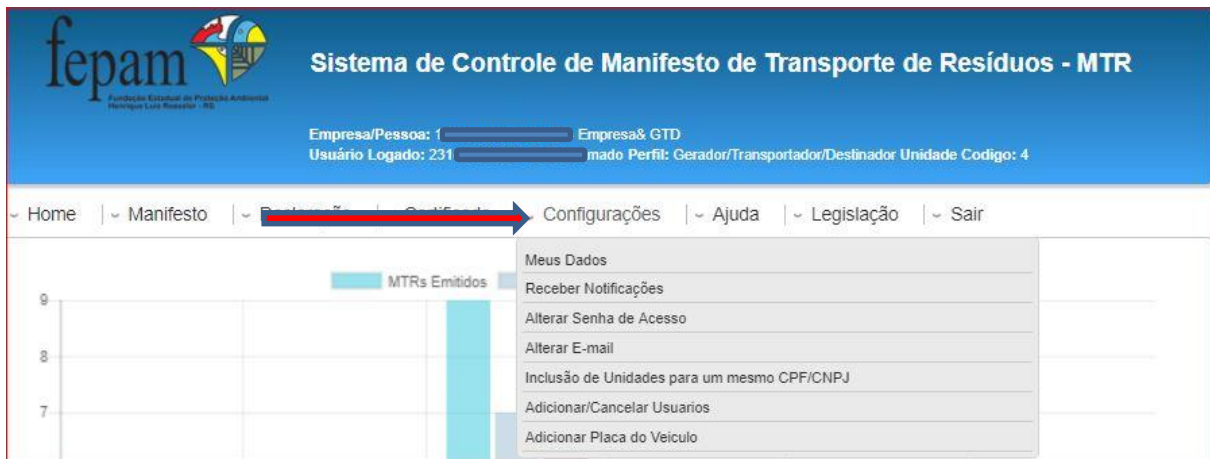 fepam
Fundação Estadual de Proteção Ambiental
Henrique Luis Roessler - RS
Sistema de Controle de Manifesto de Transporte de Resíduos - MTR
Empresa/Pessoa: 1 Empresa& GTD
Usuário Logado: 231 mado Perfil: Gerador/Transportador/Destinador Unidade Codigo: 4
Home Manifesto Configurações Ajuda Legislação Sair
Meus Dados
MTRs Emitidos
Receber Notificações
9
Alterar Senha de Acesso
8
Alterar E-mail
Inclusão de Unidades para um mesmo CPF/CNPJ
7
Adicionar/Cancelar Usuarios
Adicionar Placa do Veiculo